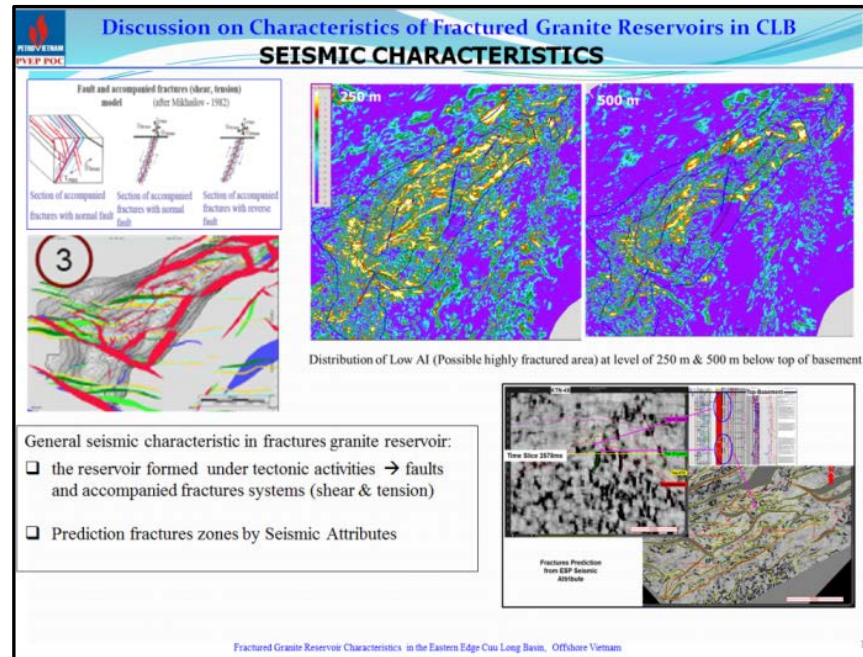 PETROVIETNAM
PVEP POC
Discussion on Characteristics of Fractured Granite Reservoirs in CLB
SEISMIC CHARACTERISTICS
Fault and accompanied fractures (shear, tension)
model (after Mikhailov - 1982)
Section of accompanied
fractures with normal fault
Section of accompanied
fractures with normal
fault
Section of accompanied
fractures with reverse
fault
3
250 m
500 m
Distribution of Low AI (Possible highly fractured area) at level of 250 m & 500 m below top of basement
General seismic characteristic in fractures granite reservoir:
the reservoir formed under tectonic activities → faults
and accompanied fractures systems (shear & tension)
Prediction fractures zones by Seismic Attributes
Top Basement
Time Slice 2878ms
Fractures Prediction
from ESP Seismic
Attribute
Fractured Granite Reservoir Characteristics in the Eastern Edge Cuu Long Basin, Offshore Vietnam